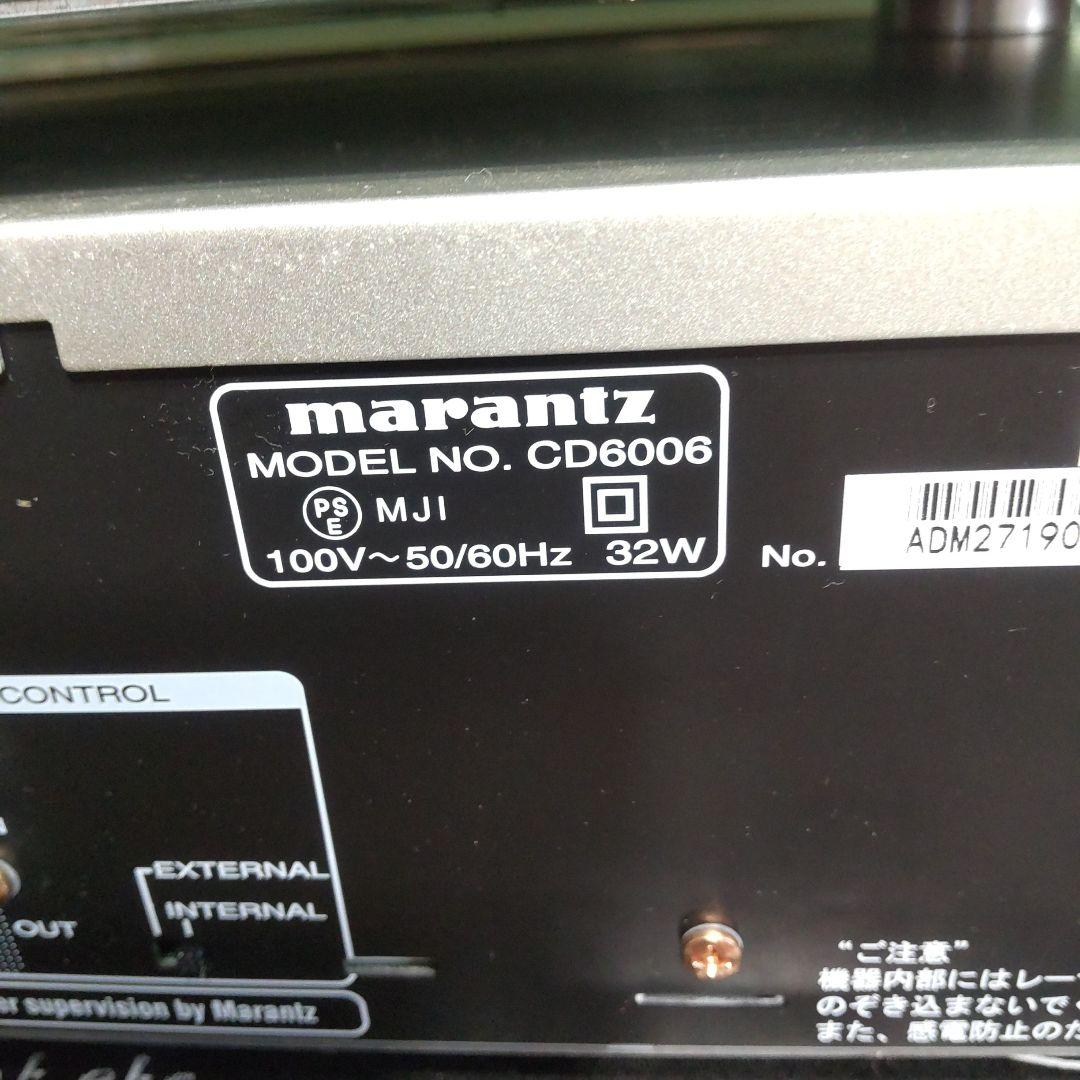 marantz
MODEL NO. CD6006
PSE MJI
100V～50/60Hz 32W
No.
ADM27190
CONTROL
EXTERNAL
INTERNAL
OUT
supervision by Marantz
“ご注意”
機器内部にはレー
のぞき込まないで
また、感電防止のた